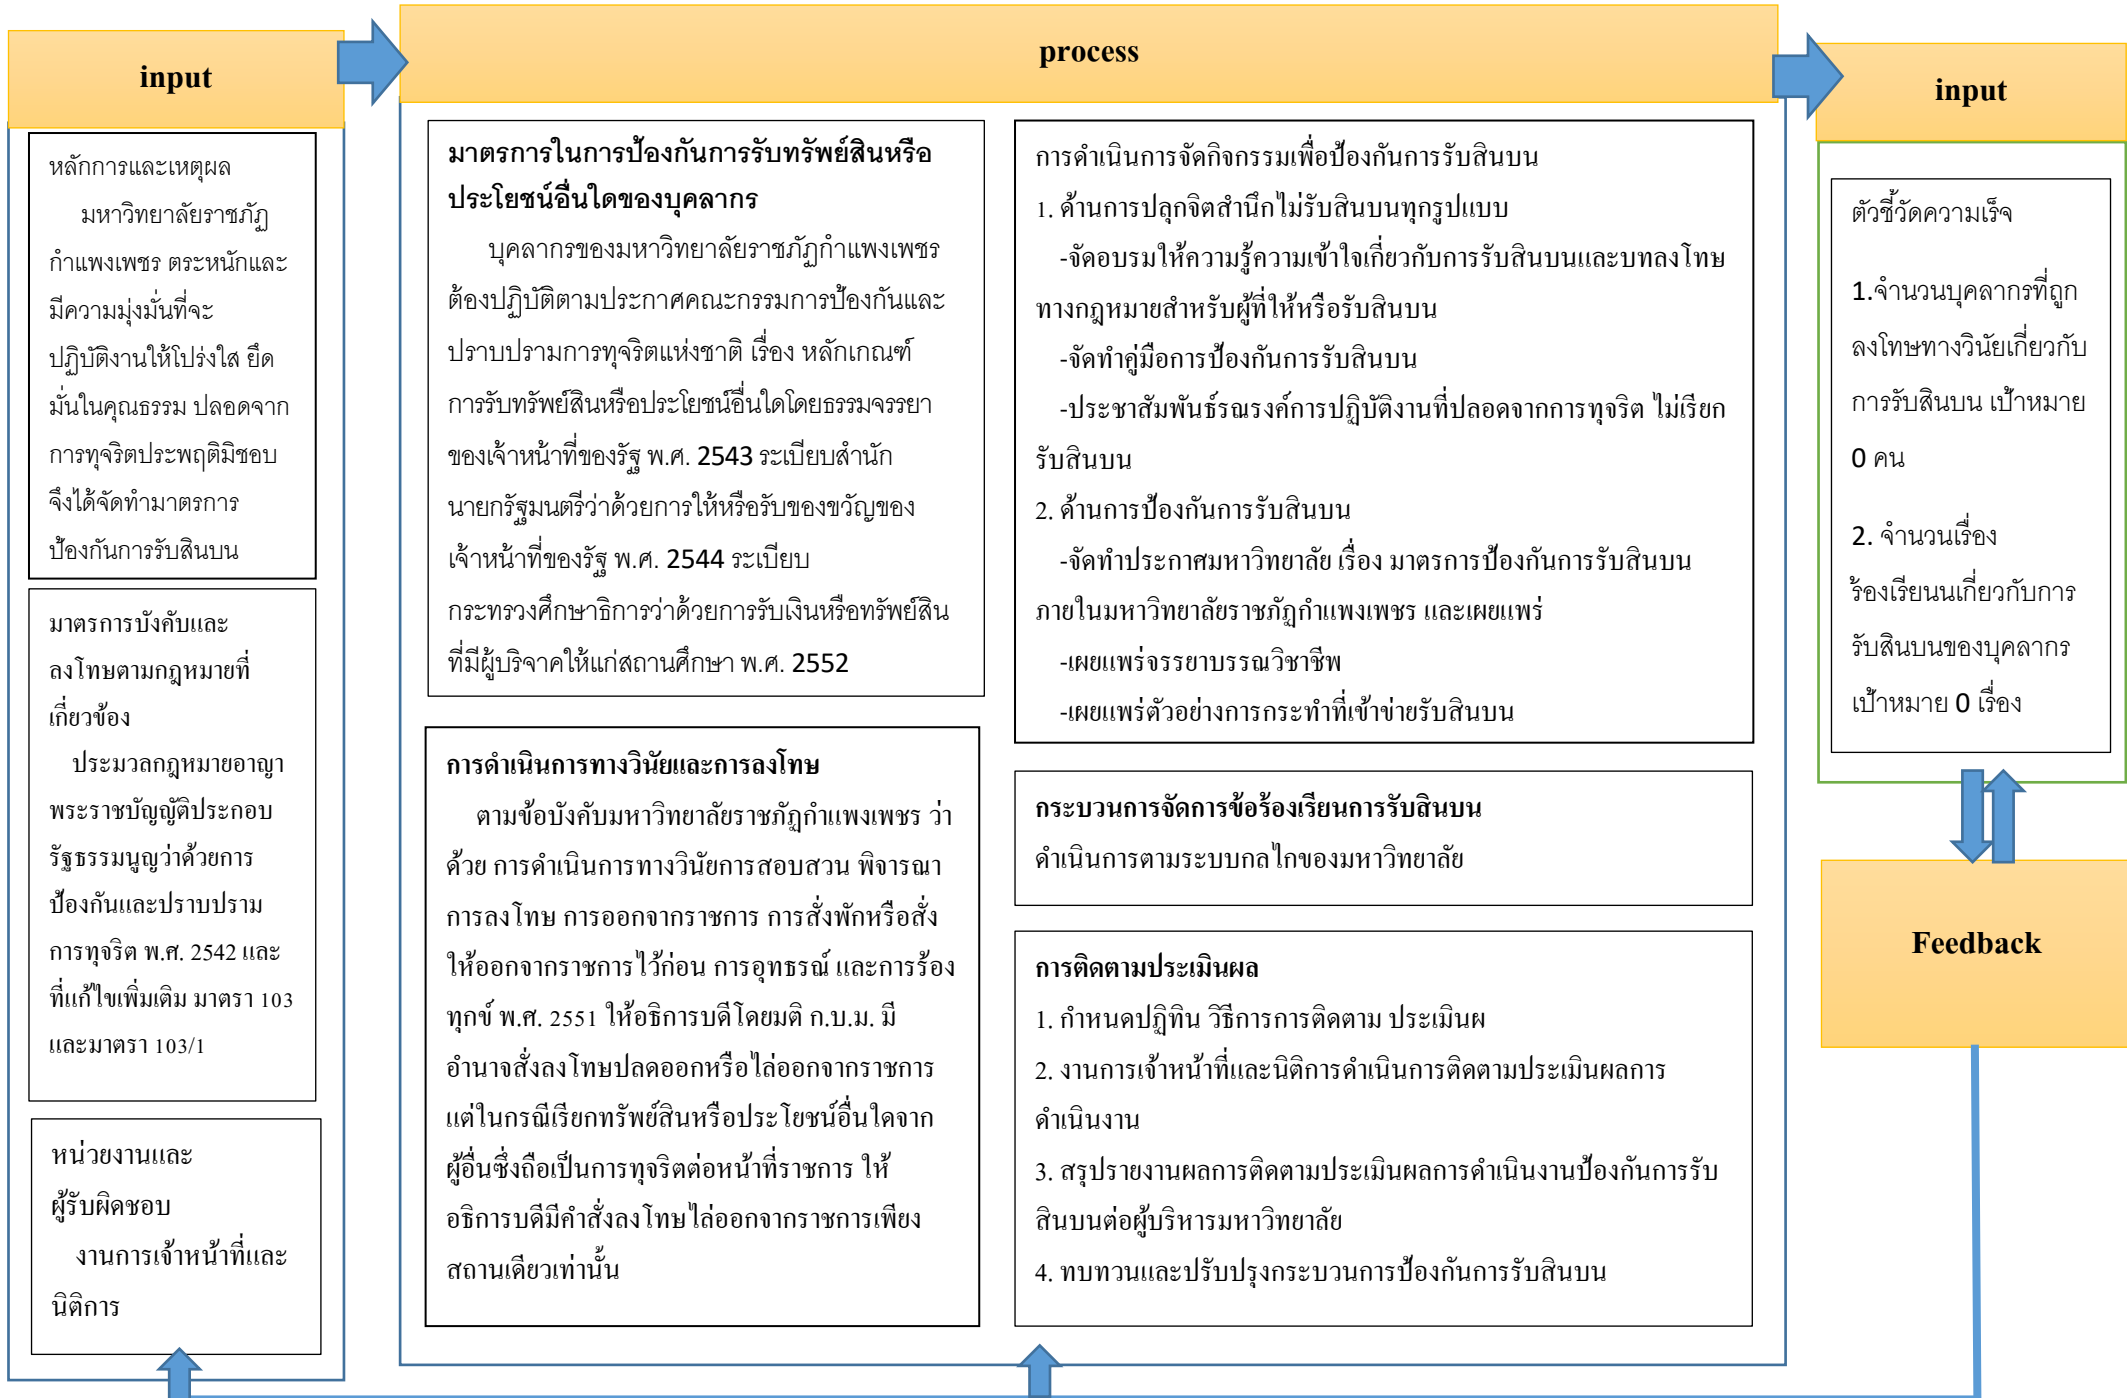 input
หลักการและเหตุผล
มหาวิทยาลัยราชภัฏ
กำแพงเพชร ตระหนักและ
มีความมุ่งมั่นที่จะ
ปฏิบัติงานให้โปร่งใส ยึด
มั่นในคุณธรรม ปลอดจาก
การทุจริตประพฤติมิชอบ
จึงได้จัดทำมาตรการ
ป้องกันการรับสินบน
มาตรการบังคับและ
ลงโทษตามกฎหมายที่
เกี่ยวข้อง
ประมวลกฎหมายอาญา
พระราชบัญญัติประกอบ
รัฐธรรมนูญว่าด้วยการ
ป้องกันและปราบปราม
การทุจริต พ.ศ. 2542 และ
ที่แก้ไขเพิ่มเติม มาตรา 103
และมาตรา 103/1
หน่วยงานและ
ผู้รับผิดชอบ
งานการเจ้าหน้าที่และ
นิติการ
process
มาตรการในการป้องกันการรับทรัพย์สินหรือ
ประโยชน์อื่นใดของบุคลากร
บุคลากรของมหาวิทยาลัยราชภัฏกำแพงเพชร
ต้องปฏิบัติตามประกาศคณะกรรมการป้องกันและ
ปราบปรามการทุจริตแห่งชาติ เรื่อง หลักเกณฑ์
การรับทรัพย์สินหรือประโยชน์อื่นใดโดยธรรมจรรยา
ของเจ้าหน้าที่ของรัฐ พ.ศ. 2543 ระเบียบสำนัก
นายกรัฐมนตรีว่าด้วยการให้หรือรับของขวัญของ
เจ้าหน้าที่ของรัฐ พ.ศ. 2544 ระเบียบ
กระทรวงศึกษาธิการว่าด้วยการรับเงินหรือทรัพย์สิน
ที่มีผู้บริจาคให้แก่สถานศึกษา พ.ศ. 2552
การดำเนินการทางวินัยและการลงโทษ
ตามข้อบังคับมหาวิทยาลัยราชภัฏกำแพงเพชร ว่า
ด้วย การดำเนินการทางวินัยการสอบสวน พิจารณา
การลงโทษ การออกจากราชการ การสั่งพักหรือสั่ง
ให้ออกจากราชการไว้ก่อน การอุทธรณ์ และการร้อง
ทุกข์ พ.ศ. 2551 ให้อธิการบดีโดยมติ ก.บ.ม. มี
อำนาจสั่งลงโทษปลดออกหรือไล่ออกจากราชการ
แต่ในกรณีเรียกทรัพย์สินหรือประโยชน์อื่นใดจาก
ผู้อื่นซึ่งถือเป็นการทุจริตต่อหน้าที่ราชการ ให้
อธิการบดีมีคำสั่งลงโทษไล่ออกจากราชการเพียง
สถานเดียวเท่านั้น
การดำเนินการจัดกิจกรรมเพื่อป้องกันการรับสินบน
1. ด้านการปลุกจิตสำนึกไม่รับสินบนทุกรูปแบบ
-จัดอบรมให้ความรู้ความเข้าใจเกี่ยวกับการรับสินบนและบทลงโทษ
ทางกฎหมายสำหรับผู้ที่ให้หรือรับสินบน
-จัดทำคู่มือการป้องกันการรับสินบน
-ประชาสัมพันธ์รณรงค์การปฏิบัติงานที่ปลอดจากการทุจริต ไม่เรียก
รับสินบน
2. ด้านการป้องกันการรับสินบน
-จัดทำประกาศมหาวิทยาลัย เรื่อง มาตรการป้องกันการรับสินบน
ภายในมหาวิทยาลัยราชภัฏกำแพงเพชร และเผยแพร่
-เผยแพร่จรรยาบรรณวิชาชีพ
-เผยแพร่ตัวอย่างการกระทำที่เข้าข่ายรับสินบน
กระบวนการจัดการข้อร้องเรียนการรับสินบน
ดำเนินการตามระบบกลไกของมหาวิทยาลัย
การติดตามประเมินผล
1. กำหนดปฏิทิน วิธีการการติดตาม ประเมินผ
2. งานการเจ้าหน้าที่และนิติการดำเนินการติดตามประเมินผลการ
ดำเนินงาน
3. สรุปรายงานผลการติดตามประเมินผลการดำเนินงานป้องกันการรับ
สินบนต่อผู้บริหารมหาวิทยาลัย
4. ทบทวนและปรับปรุงกระบวนการป้องกันการรับสินบน
input
ตัวชี้วัดความเร็จ
1.จำนวนบุคลากรที่ถูก
ลงโทษทางวินัยเกี่ยวกับ
การรับสินบน เป้าหมาย
0 คน
2. จำนวนเรื่อง
ร้องเรียนนเกี่ยวกับการ
รับสินบนของบุคลากร
เป้าหมาย 0 เรื่อง
Feedback